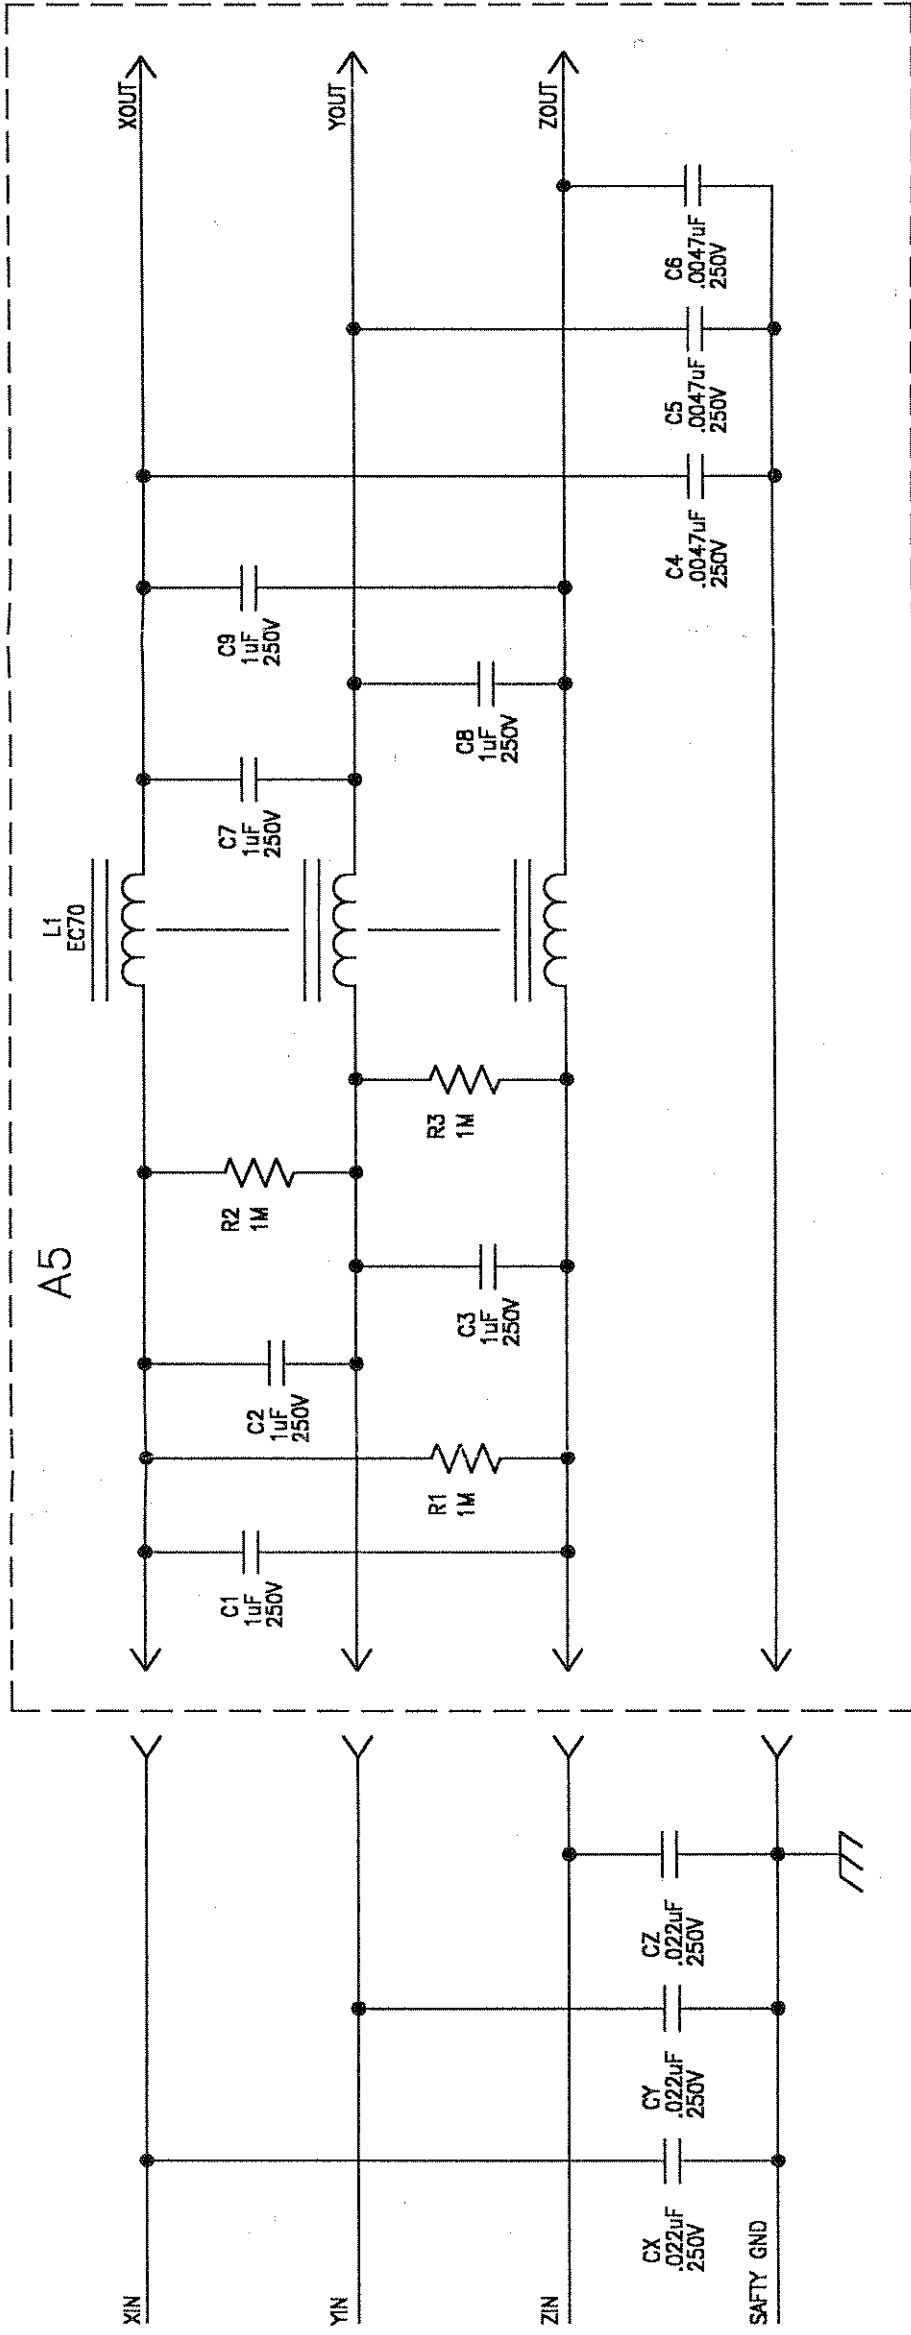 A5
L1
EC70
XIN
YIN
ZIN
SAFTY GND
CX
.022uF
250V
CY
.022uF
250V
CZ
.022uF
250V
C1
1uF
250V
R1
1M
C2
1uF
250V
C3
1uF
250V
R2
1M
R3
1M
C7
1uF
250V
C8
1uF
250V
C9
1uF
250V
C4
.0047uF
250V
C5
.0047uF
250V
C6
.0047uF
250V
XOUT
YOUT
ZOUT